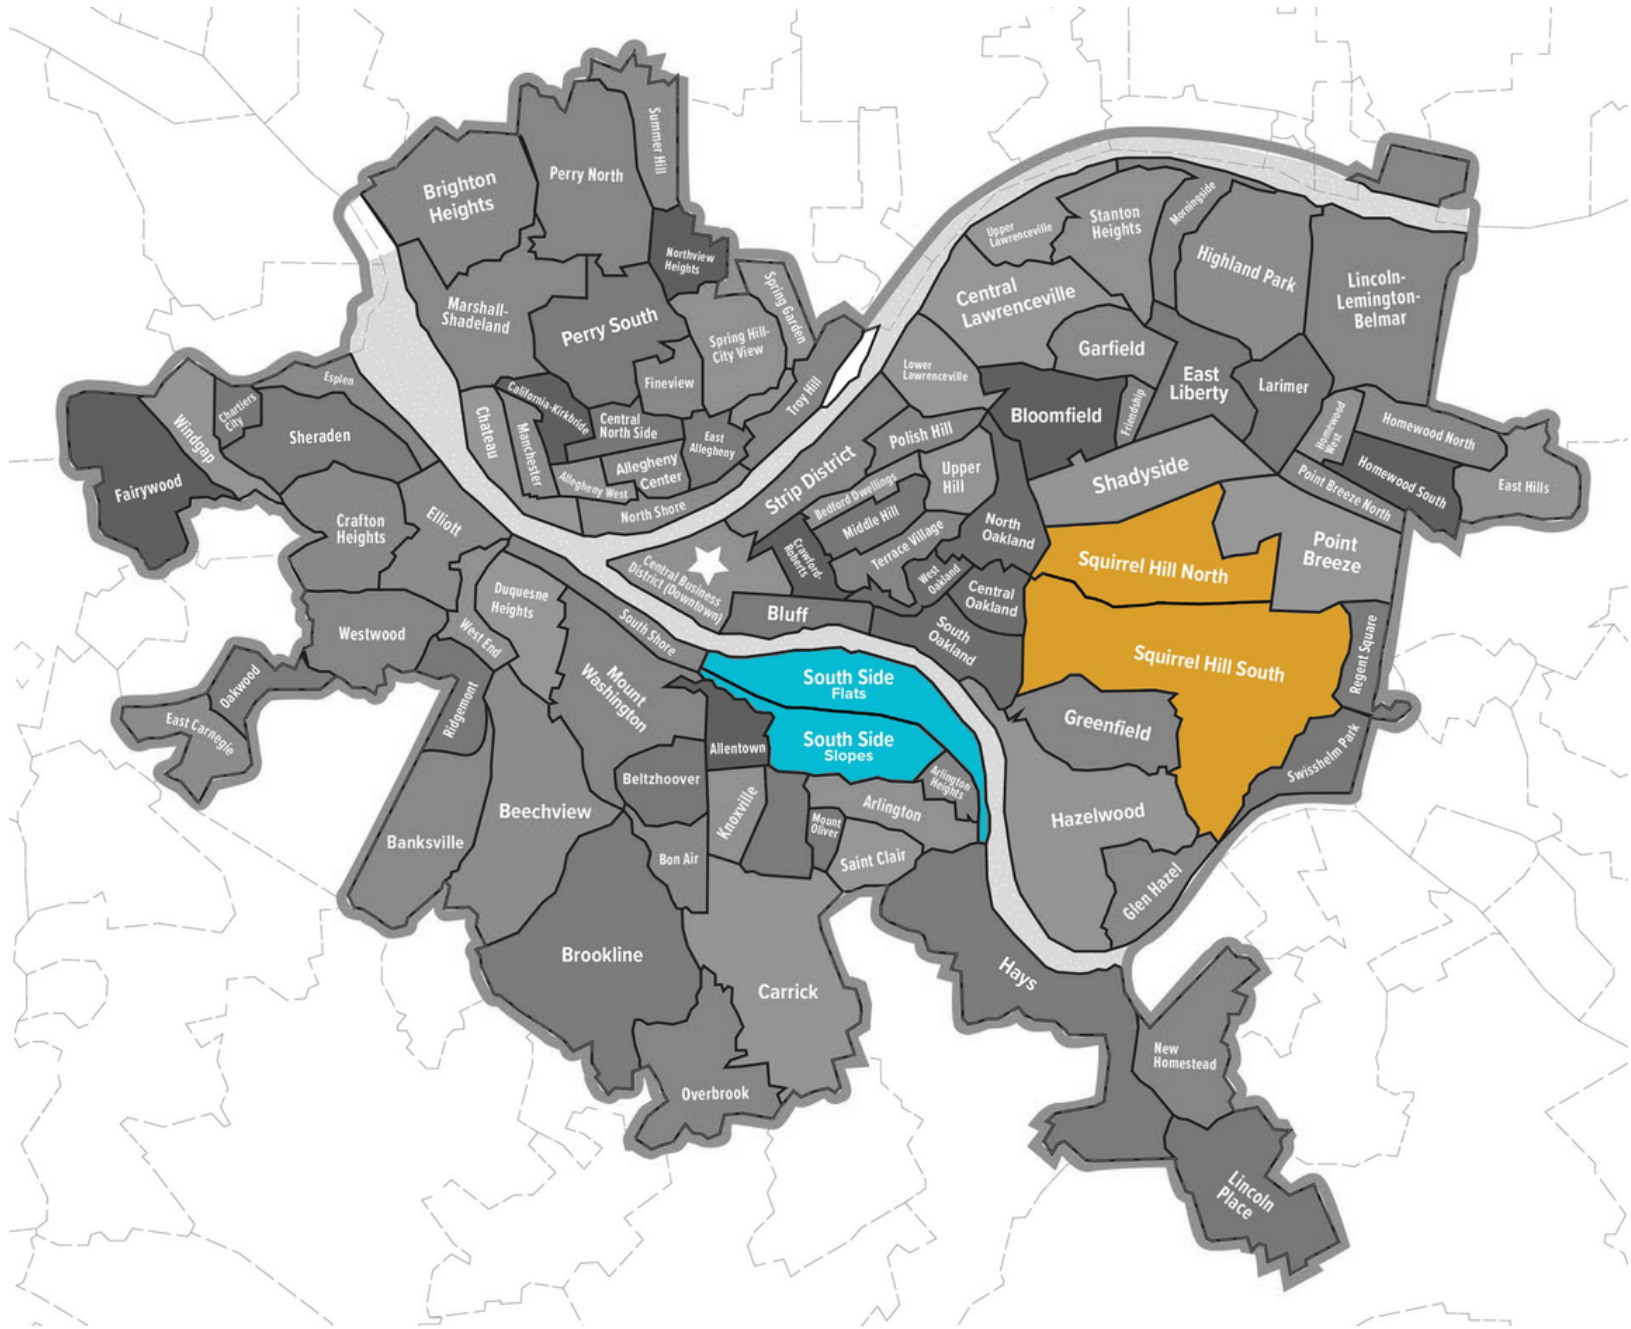 Summer Hill
Perry North
Brighton
Heights
Northview
Heights
Marshall-
Shadeland
Perry South
Spring Garden
Spring Hill-
City View
Fineview
Troy Hill
California-Kirkbride
Central
North Side
East
Allegheny
Chateau
Manchester
Allegheny
Center
Allegheny West
North Shore
Morningside
Upper
Lawrenceville
Stanton
Heights
Highland Park
Lincoln-
Lemington-
Belmar
Central
Lawrenceville
Garfield
Lower
Lawrenceville
East
Liberty
Larimer
Friendship
Bloomfield
Homewood
West
Homewood North
Homewood South
East Hills
Point Breeze North
Point
Breeze
Shadyside
Polish Hill
Strip District
Upper
Hill
Bedford Dwellings
Middle Hill
Terrace Village
Crawford-
Roberts
North
Oakland
West
Oakland
Central
Oakland
South
Oakland
Bluff
Central Business
District (Downtown)
Squirrel Hill North
Squirrel Hill South
Regent Square
Swisshelm Park
Greenfield
Hazelwood
Glen Hazel
Esplen
Chartiers
City
Windgap
Sheraden
Fairywood
Crafton
Heights
Elliott
Westwood
Oakwood
East Carnegie
Ridgemont
West End
Duquesne
Heights
South Shore
Mount
Washington
South Side
Flats
South Side
Slopes
Allentown
Beltzhoover
Knoxville
Arlington
Heights
Arlington
Mount
Oliver
Saint Clair
Bon Air
Beechview
Banksville
Brookline
Carrick
Overbrook
Hays
New
Homestead
Lincoln
Place